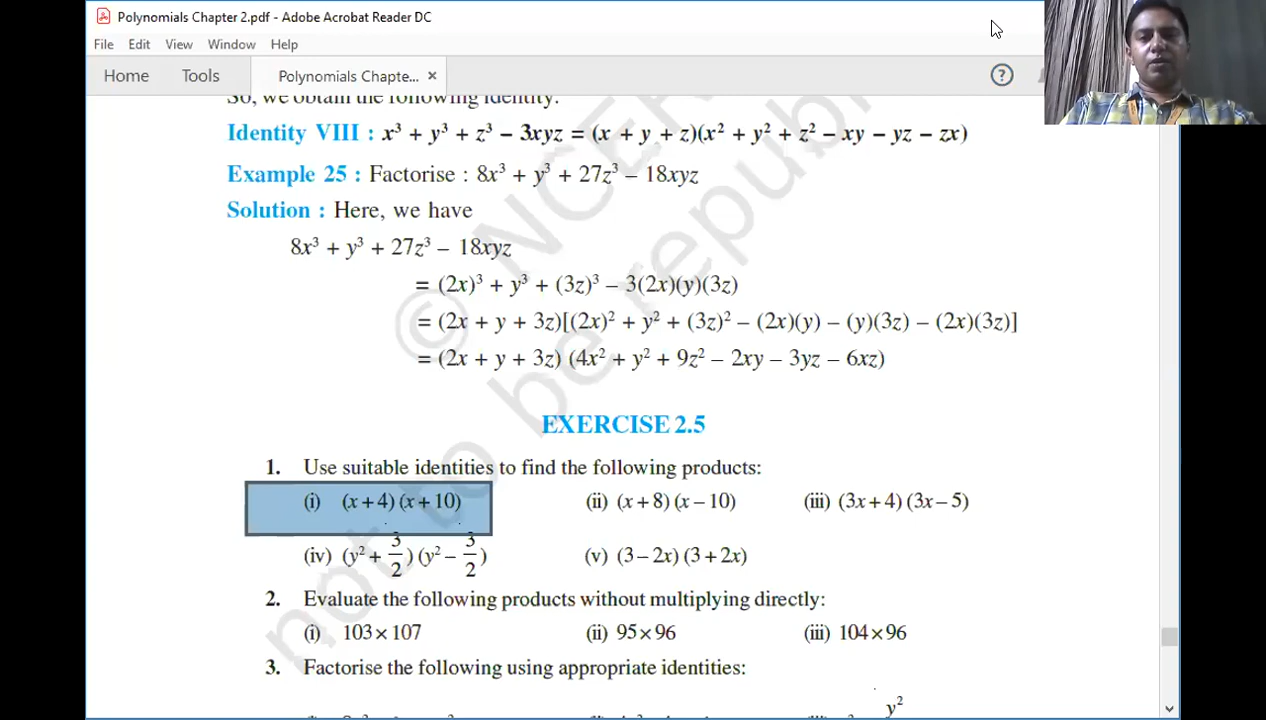 Polynomials Chapter 2.pdf - Adobe Acrobat Reader DC
File Edit View Window Help
Home Tools Polynomials Chapte... ×
So, we obtain the following identity:
Identity VIII : x³ + y³ + z³ – 3xyz = (x + y + z)(x² + y² + z² – xy – yz – zx)
Example 25 : Factorise : 8x³ + y³ + 27z³ – 18xyz
Solution : Here, we have
8x³ + y³ + 27z³ – 18xyz
= (2x)³ + y³ + (3z)³ – 3(2x)(y)(3z)
= (2x + y + 3z)[(2x)² + y² + (3z)² – (2x)(y) – (y)(3z) – (2x)(3z)]
= (2x + y + 3z) (4x² + y² + 9z² – 2xy – 3yz – 6xz)
EXERCISE 2.5
1. Use suitable identities to find the following products:
(i) (x + 4) (x + 10) (ii) (x + 8) (x – 10) (iii) (3x + 4) (3x – 5)
(iv) (y² + 3/2) (y² – 3/2) (v) (3 – 2x) (3 + 2x)
2. Evaluate the following products without multiplying directly:
(i) 103 × 107 (ii) 95 × 96 (iii) 104 × 96
3. Factorise the following using appropriate identities:
y²
© NCER
not to be republi